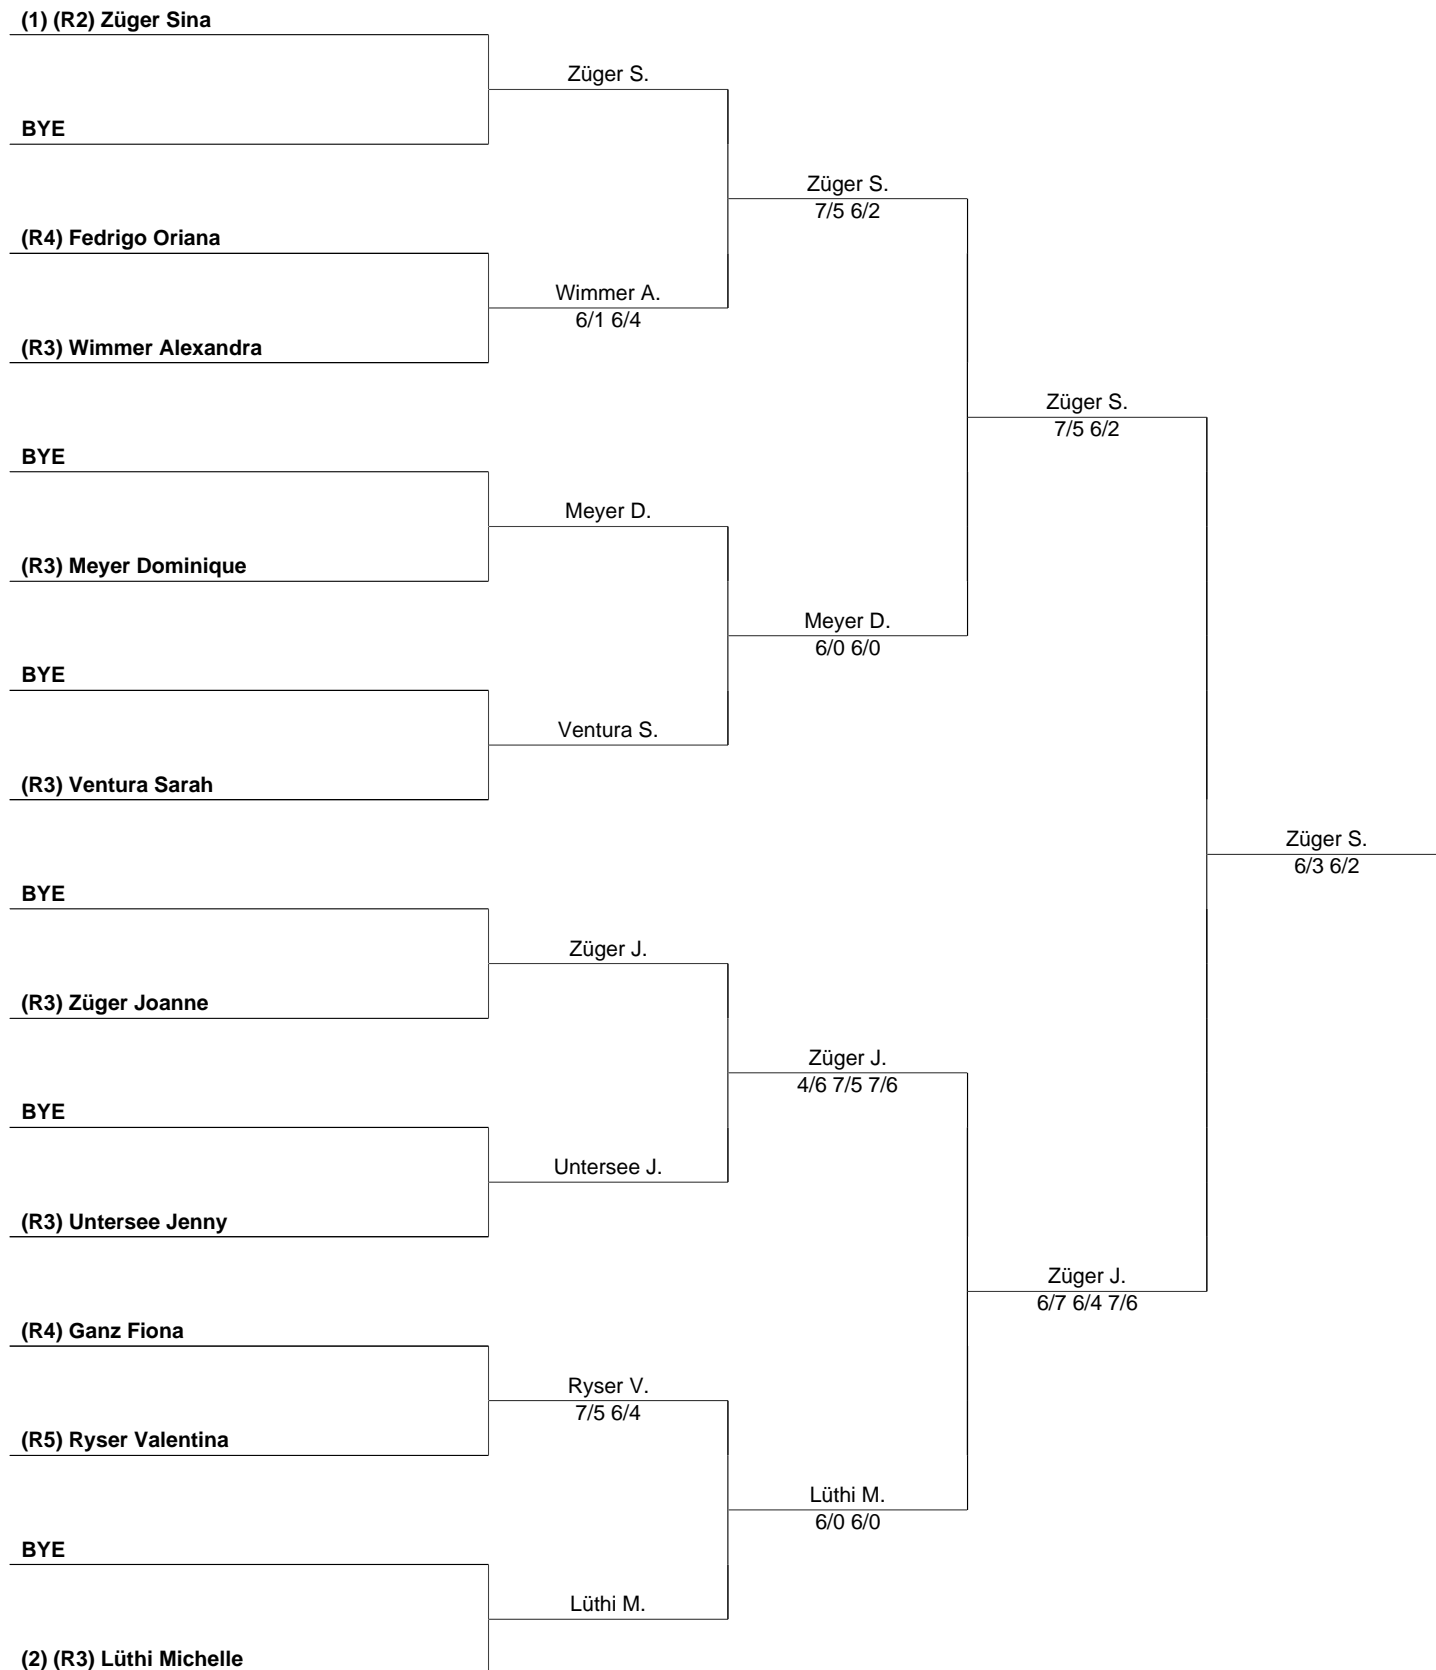 (1) (R2) Züger Sina
Züger S.
BYE
Züger S.
7/5 6/2
(R4) Fedrigo Oriana
Wimmer A.
6/1 6/4
(R3) Wimmer Alexandra
Züger S.
7/5 6/2
BYE
Meyer D.
(R3) Meyer Dominique
Meyer D.
6/0 6/0
BYE
Ventura S.
(R3) Ventura Sarah
Züger S.
6/3 6/2
BYE
Züger J.
(R3) Züger Joanne
Züger J.
4/6 7/5 7/6
BYE
Untersee J.
(R3) Untersee Jenny
Züger J.
6/7 6/4 7/6
(R4) Ganz Fiona
Ryser V.
7/5 6/4
(R5) Ryser Valentina
Lüthi M.
6/0 6/0
BYE
Lüthi M.
(2) (R3) Lüthi Michelle